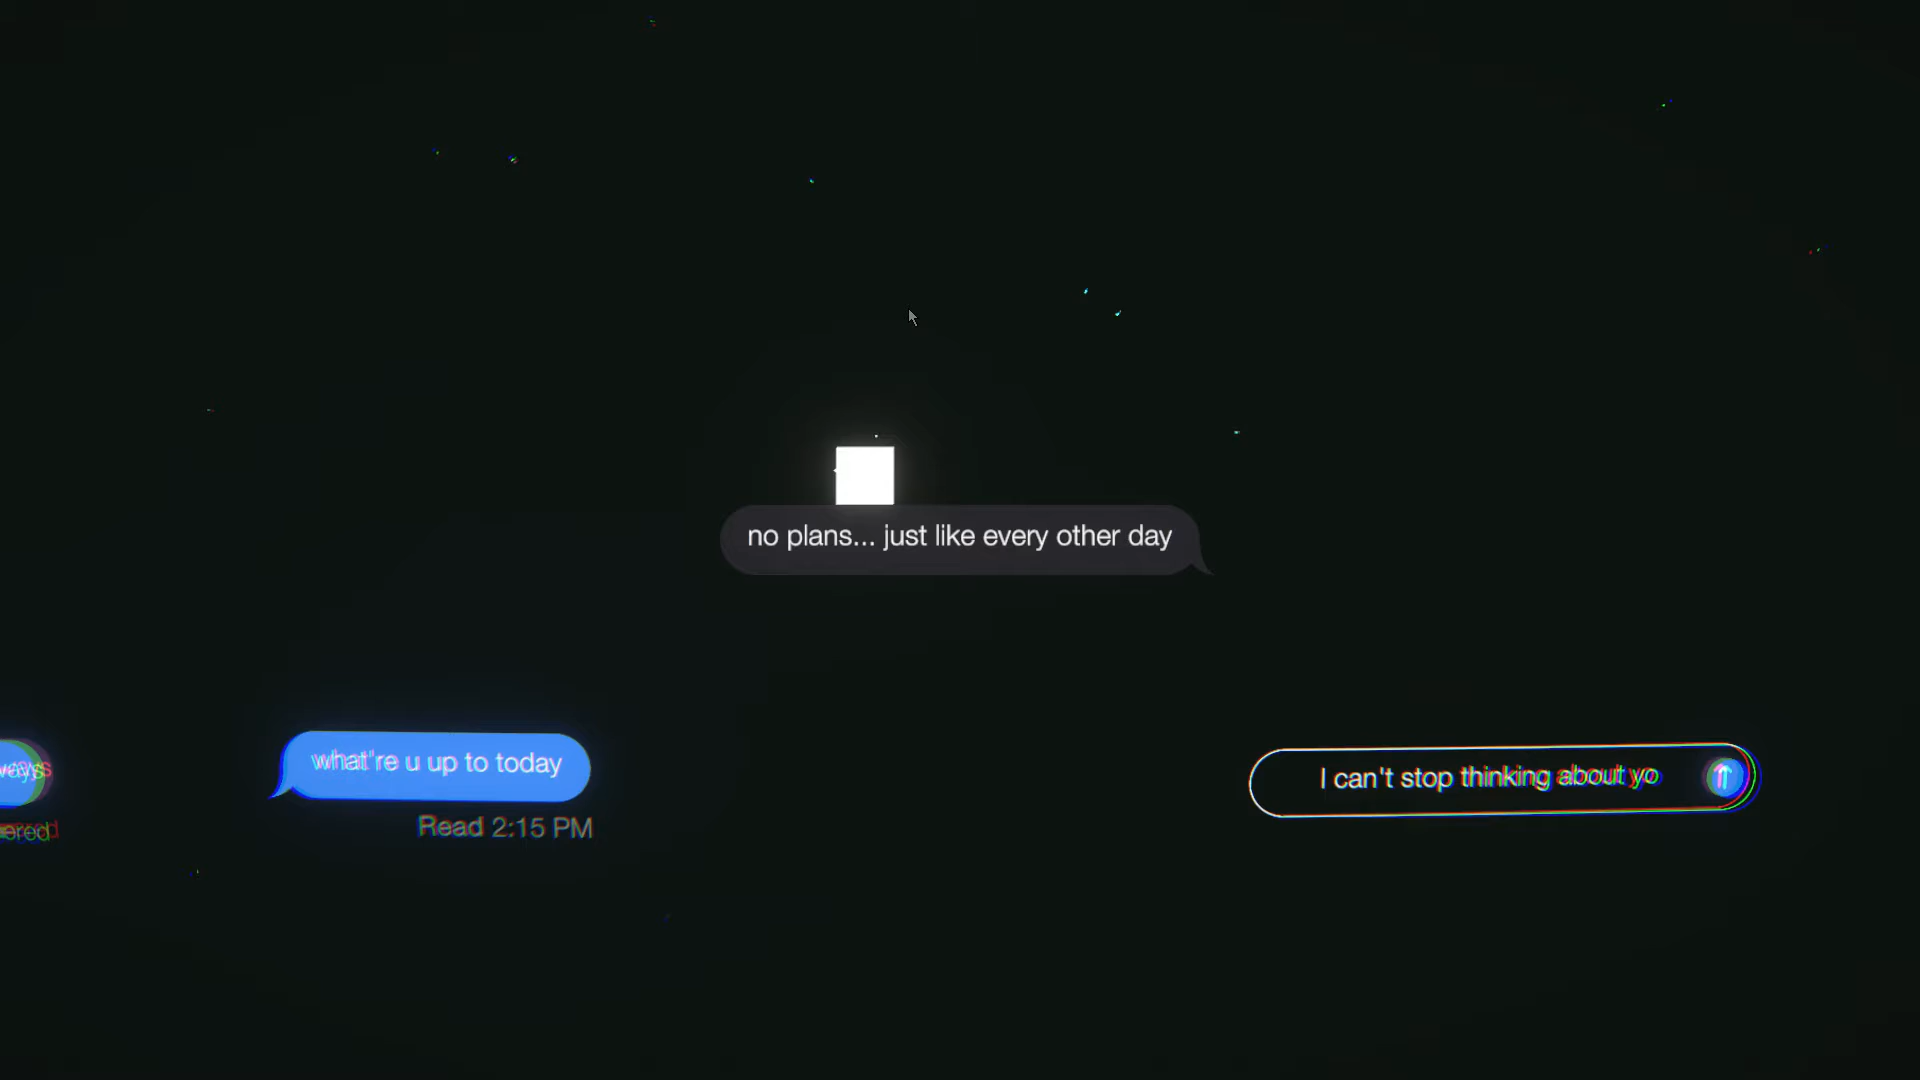 no plans... just like every other day
what're u up to today
Read 2:15 PM
I can't stop thinking about yo